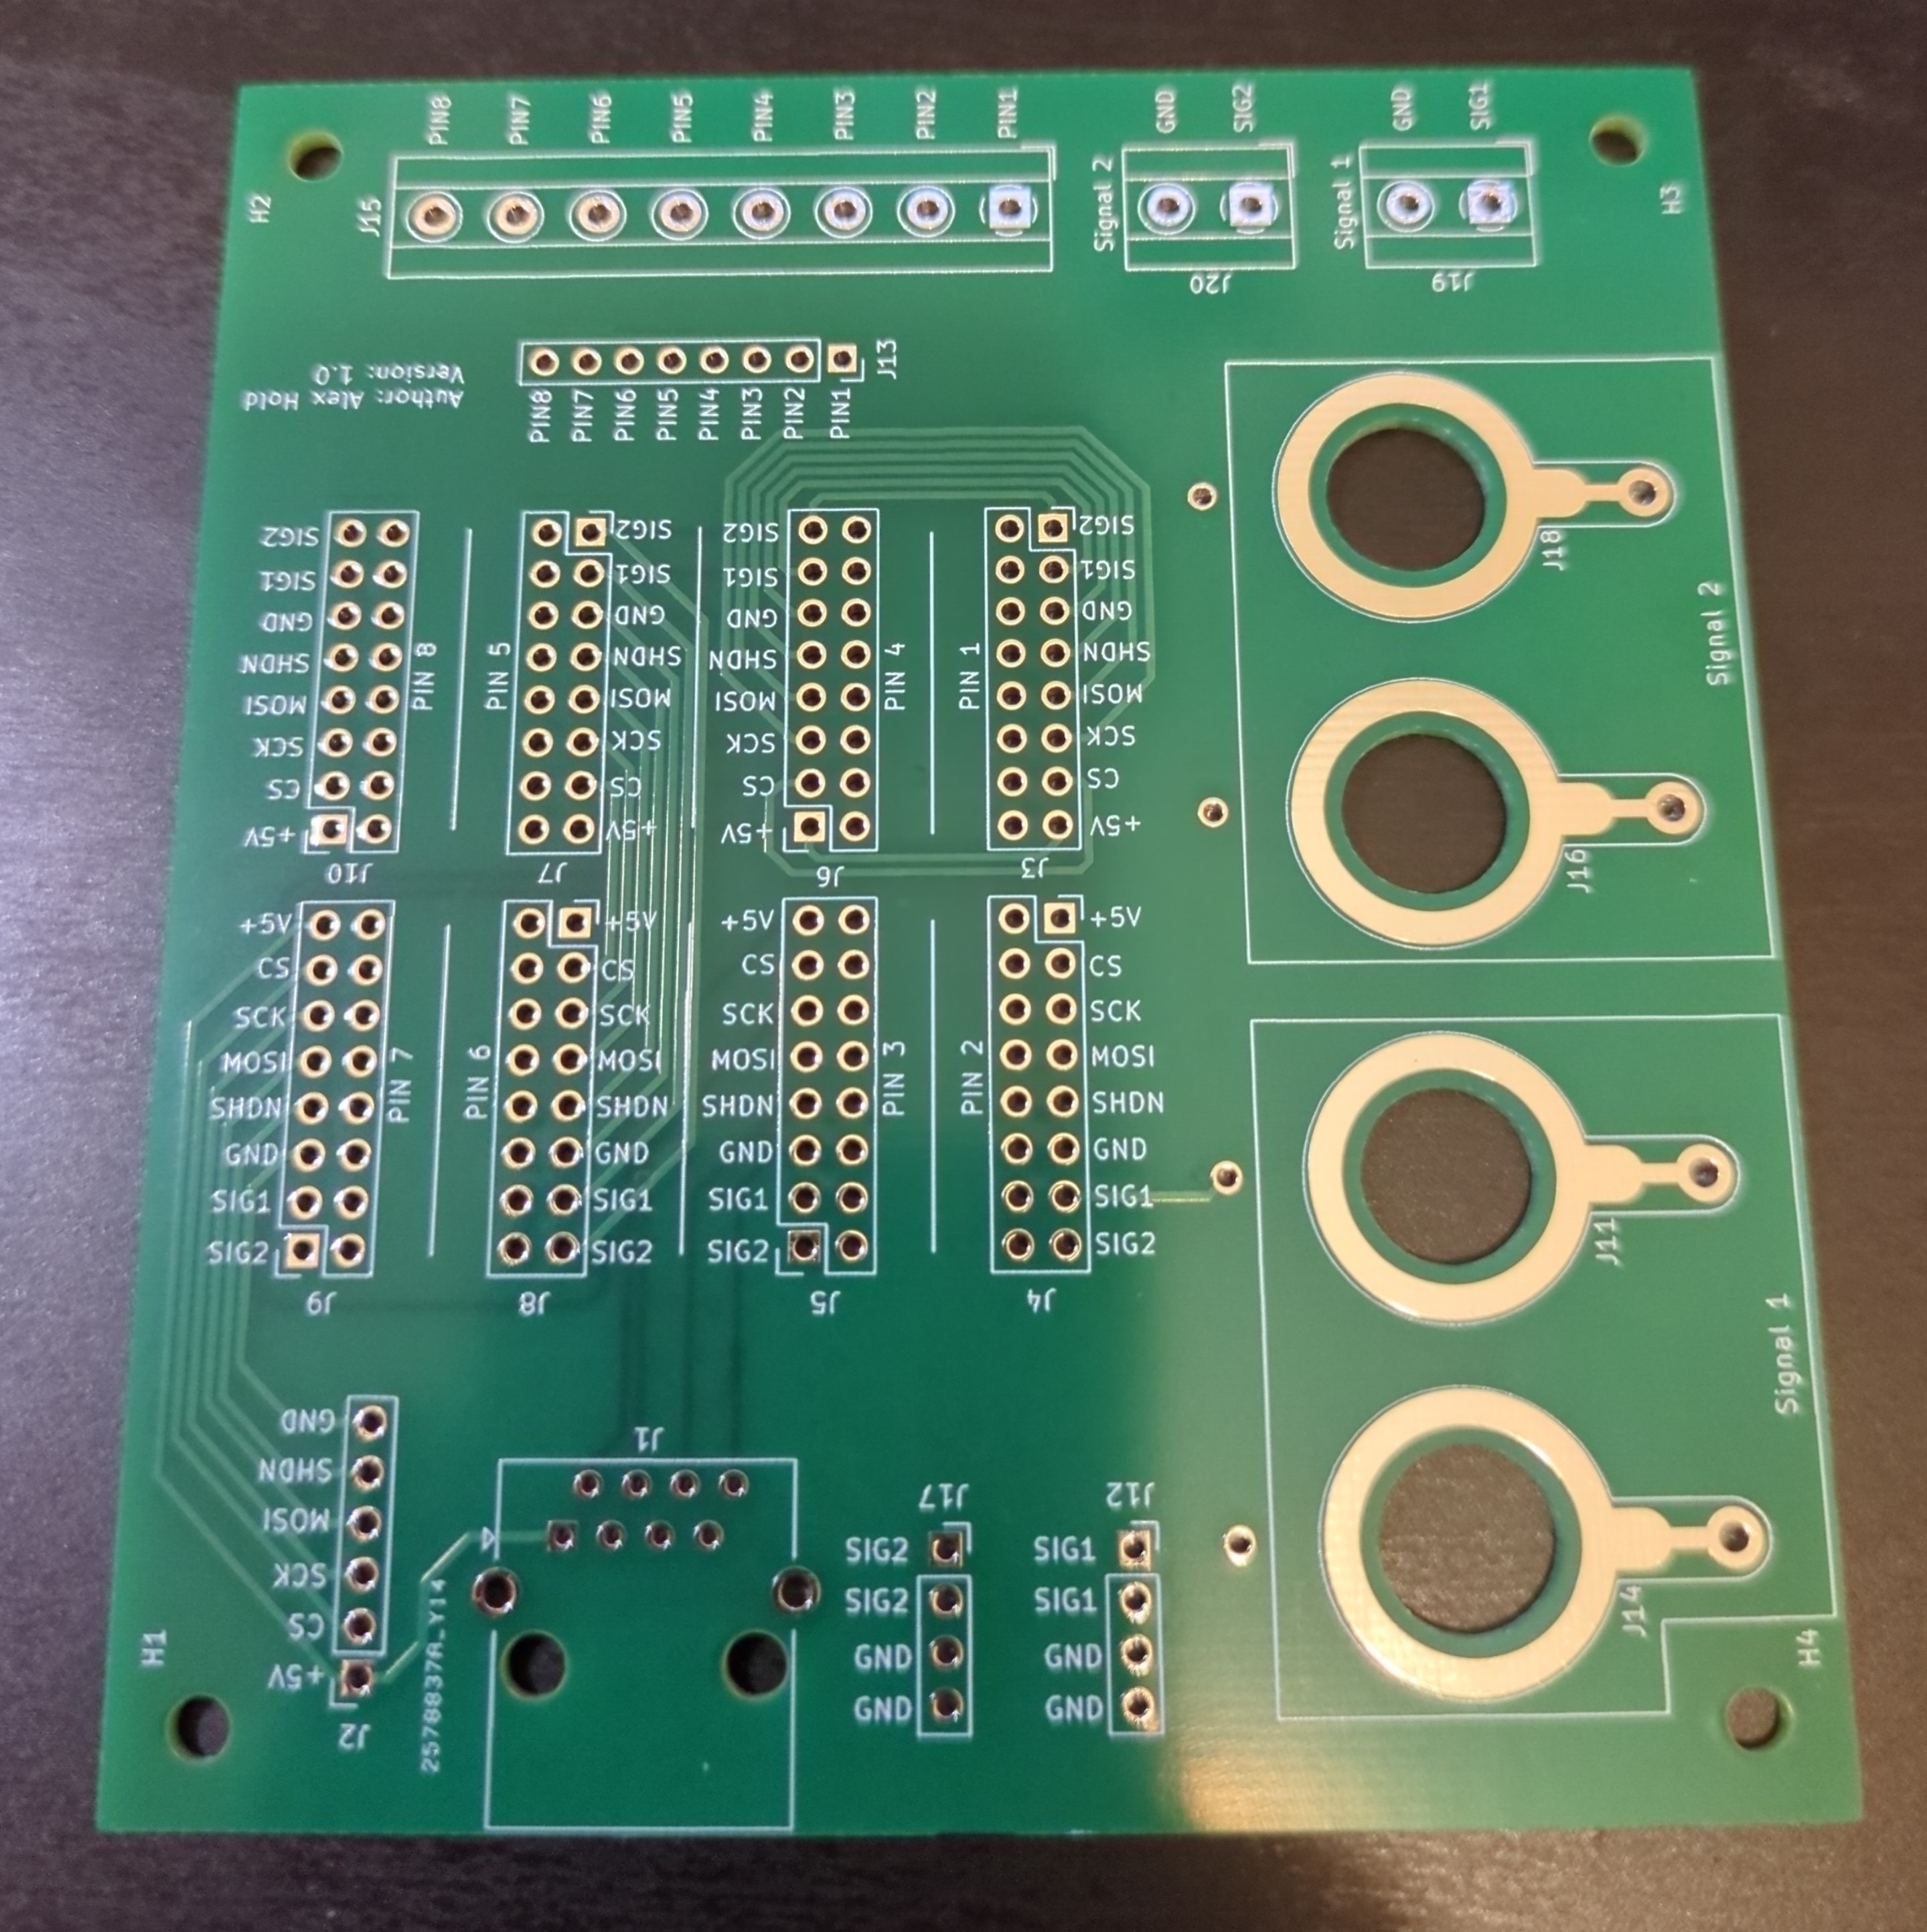 PIN8 PIN7 PIN6 PIN5 PIN4 PIN3 PIN2 PIN1 GND SIG2 GND SIG1
H2 J15 Signal 2 Signal 1 H3
J20 J19
J13
Author: Alex Hold
Version: 1.0
PIN8 PIN7 PIN6 PIN5 PIN4 PIN3 PIN2 PIN1
SIG2 SIG2 SIG2 SIG2
SIG1 SIG1 SIG1 SIG1
GND GND GND GND
SHDN SHDN SHDN SHDN
PIN 8 PIN 5 PIN 4 PIN 1
MOSI MOSI MOSI MOSI
SCK SCK SCK SCK
CS CS CS CS
+5V +5V +5V +5V
J10 J7 J6 J3
J18
Signal 2
J16
+5V +5V +5V +5V
CS CS CS CS
SCK SCK SCK SCK
MOSI MOSI MOSI MOSI
PIN 7 PIN 6 PIN 3 PIN 2
SHDN SHDN SHDN SHDN
GND GND GND GND
SIG1 SIG1 SIG1 SIG1
SIG2 SIG2 SIG2 SIG2
J9 J8 J5 J4
J11
Signal 1
J14
GND
SHDN
MOSI
SCK
CS
+5V
J2
H1
2578837A_Y14
J1
J17 J12
SIG2 SIG1
SIG2 SIG1
GND GND
GND GND
H4